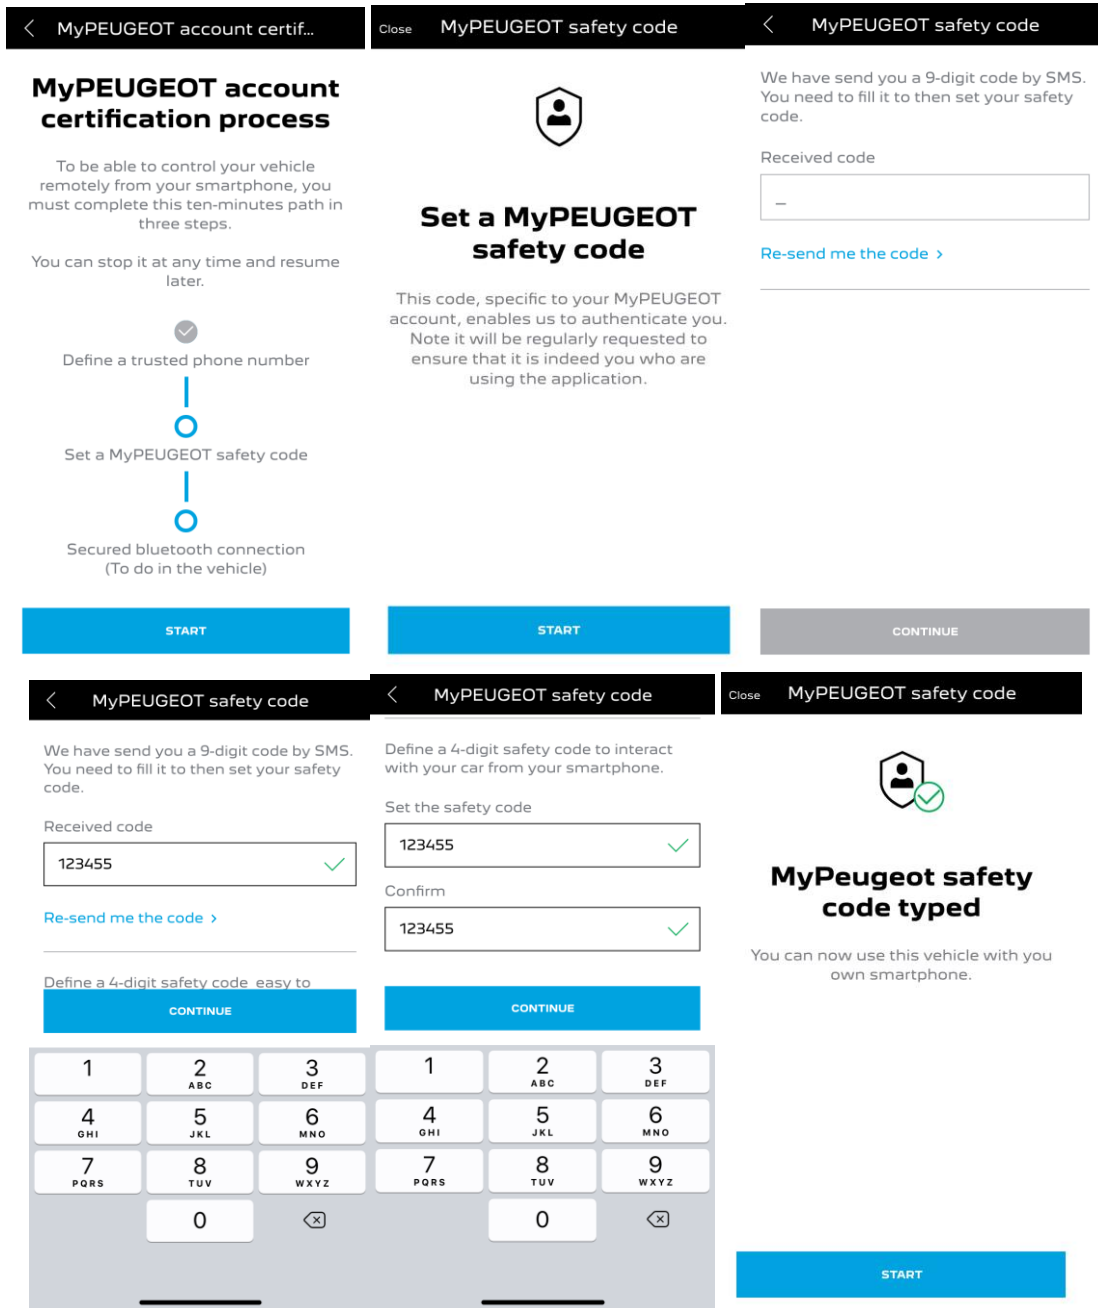 MyPEUGEOT account certif...
MyPEUGEOT account
certification process
To be able to control your vehicle
remotely from your smartphone, you
must complete this ten-minutes path in
three steps.
You can stop it at any time and resume
later.
Define a trusted phone number
Set a MyPEUGEOT safety code
Secured bluetooth connection
(To do in the vehicle)
START
Close MyPEUGEOT safety code
Set a MyPEUGEOT
safety code
This code, specific to your MyPEUGEOT
account, enables us to authenticate you.
Note it will be regularly requested to
ensure that it is indeed you who are
using the application.
START
MyPEUGEOT safety code
We have send you a 9-digit code by SMS.
You need to fill it to then set your safety
code.
Received code
_
Re-send me the code >
CONTINUE
MyPEUGEOT safety code
We have send you a 9-digit code by SMS.
You need to fill it to then set your safety
code.
Received code
123455
Re-send me the code >
Define a 4-digit safety code easy to
CONTINUE
1 2 3
ABC DEF
4 5 6
GHI JKL MNO
7 8 9
PQRS TUV WXYZ
0
MyPEUGEOT safety code
Define a 4-digit safety code to interact
with your car from your smartphone.
Set the safety code
123455
Confirm
123455
CONTINUE
1 2 3
ABC DEF
4 5 6
GHI JKL MNO
7 8 9
PQRS TUV WXYZ
0
Close MyPEUGEOT safety code
MyPeugeot safety
code typed
You can now use this vehicle with you
own smartphone.
START